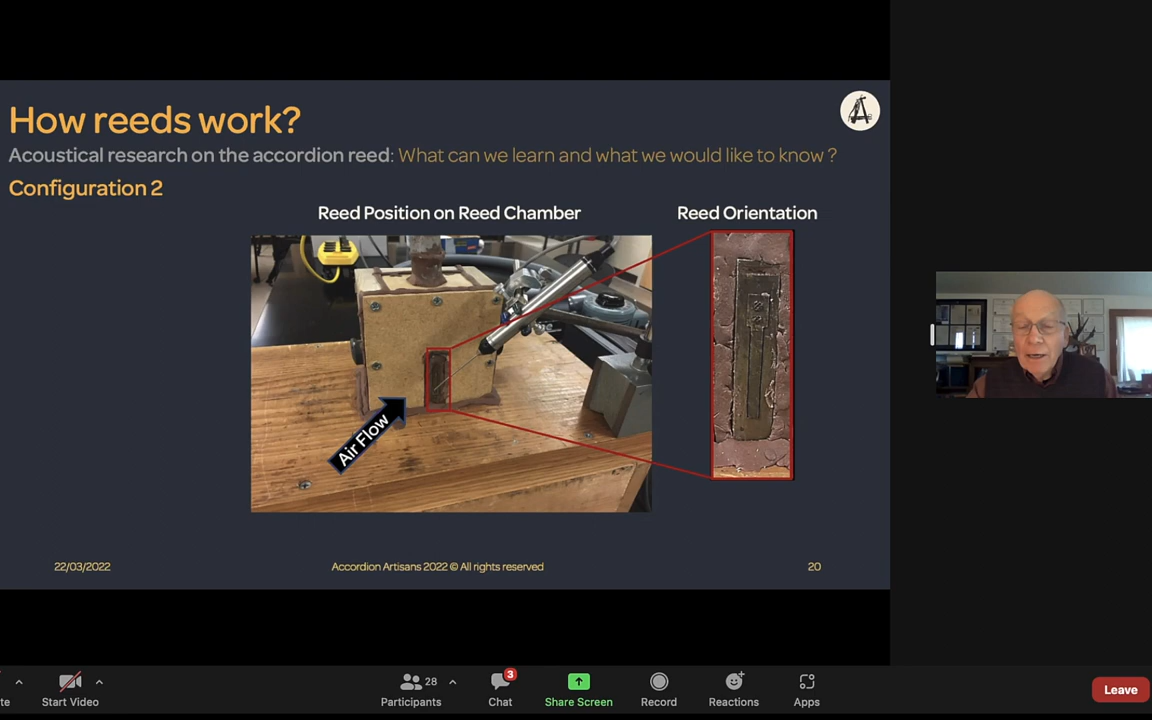 How reeds work?
Acoustical research on the accordion reed: What can we learn and what we would like to know ?
Configuration 2
Reed Position on Reed Chamber
Reed Orientation
Air Flow
22/03/2022
Accordion Artisans 2022 © All rights reserved
20
te
Start Video
28
Participants
3
Chat
Share Screen
Record
Reactions
Apps
Leave